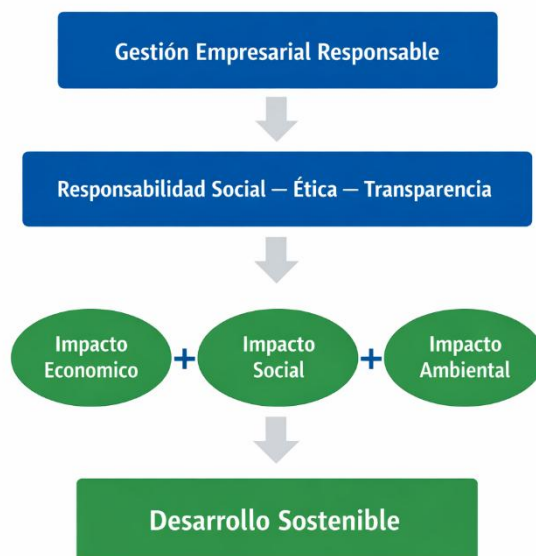 Gestión Empresarial Responsable
Responsabilidad Social — Ética — Transparencia
Impacto
Economico
+
Impacto
Social
+
Impacto
Ambiental
Desarrollo Sostenible